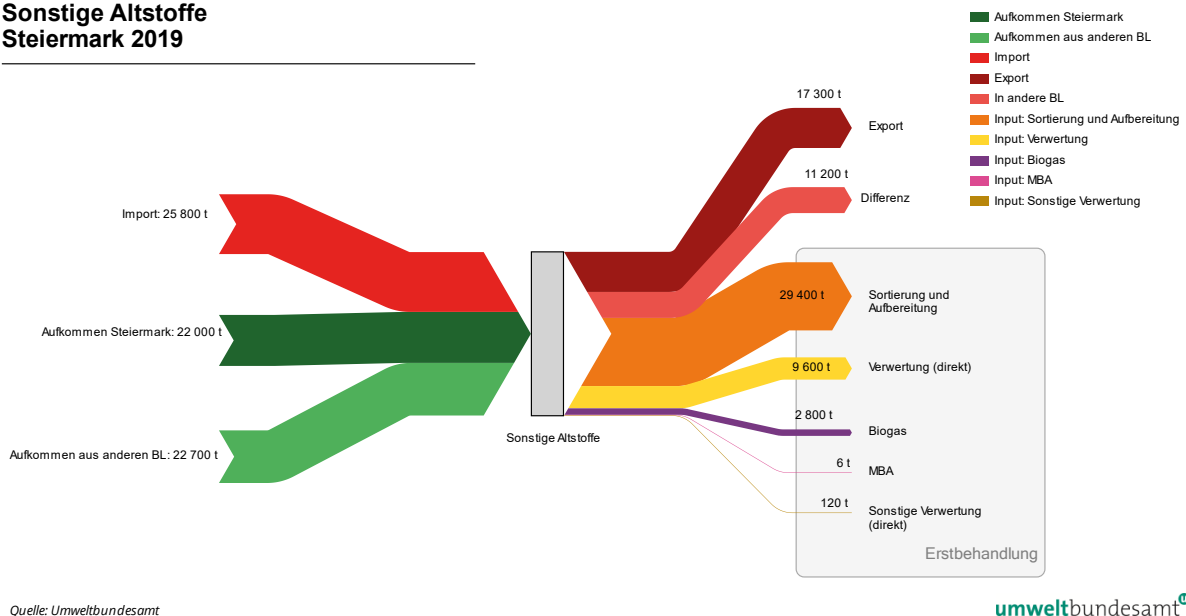 Sonstige Altstoffe
Steiermark 2019
Aufkommen Steiermark
Aufkommen aus anderen BL
Import
Export
In andere BL
Input: Sortierung und Aufbereitung
Input: Verwertung
Input: Biogas
Input: MBA
Input: Sonstige Verwertung
Import: 25 800 t
Aufkommen Steiermark: 22 000 t
Aufkommen aus anderen BL: 22 700 t
Sonstige Altstoffe
17 300 t
Export
11 200 t
Differenz
29 400 t
Sortierung und
Aufbereitung
9 600 t
Verwertung (direkt)
2 800 t
Biogas
6 t
MBA
120 t
Sonstige Verwertung
(direkt)
Erstbehandlung
Quelle: Umweltbundesamt
umweltbundesamt